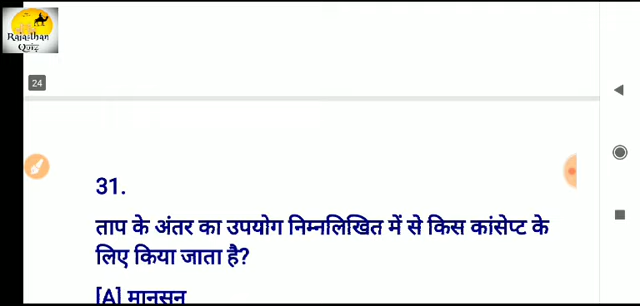 Rajasthan
Quiz
24
31.
ताप के अंतर का उपयोग निम्नलिखित में से किस कांसेप्ट के
लिए किया जाता है?
[A] मानसून